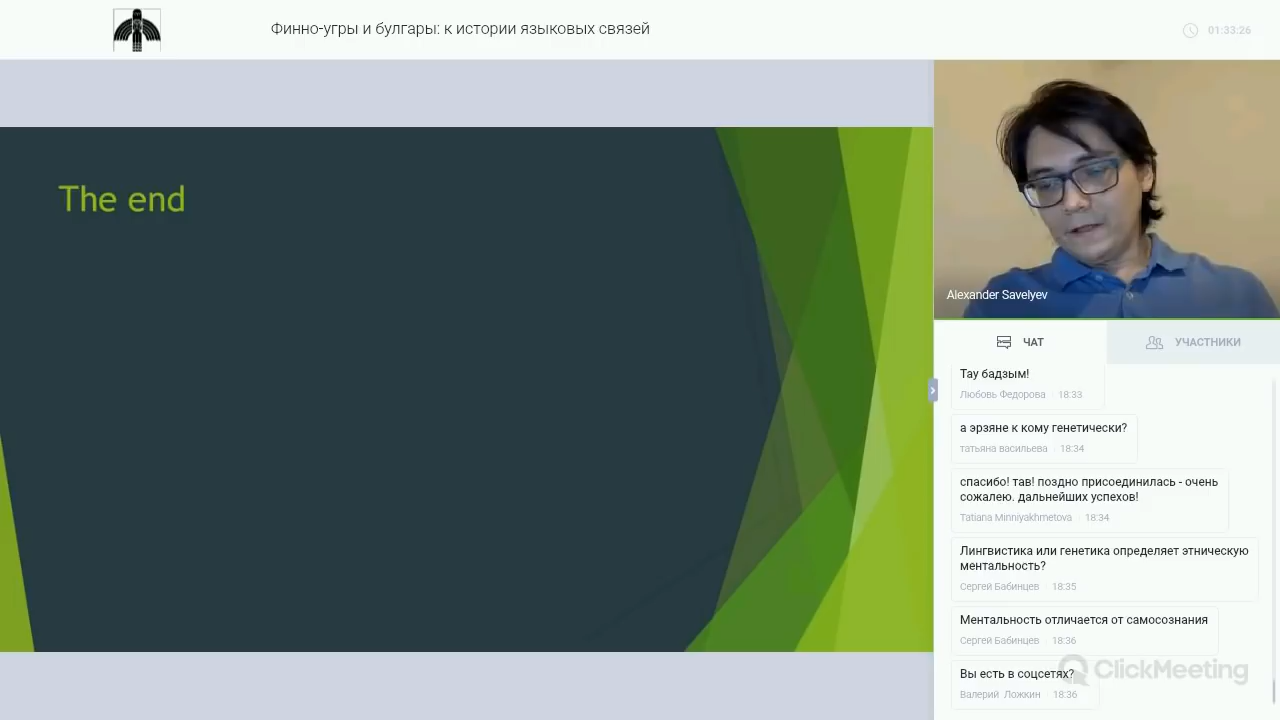 Финно-угры и булгары: к истории языковых связей
01:33:26
The end
Alexander Savelyev
ЧАТ
УЧАСТНИКИ
Тау бадзым!
Любовь Федорова 18:33
а эрзяне к кому генетически?
татьяна васильева 18:34
спасибо! тав! поздно присоединилась - очень
сожалею. дальнейших успехов!
Tatiana Minniyakhmetova 18:34
Лингвистика или генетика определяет этническую
ментальность?
Сергей Бабинцев 18:35
Ментальность отличается от самосознания
Сергей Бабинцев 18:36
Вы есть в соцсетях?
Валерий Ложкин 18:36
ClickMeeting